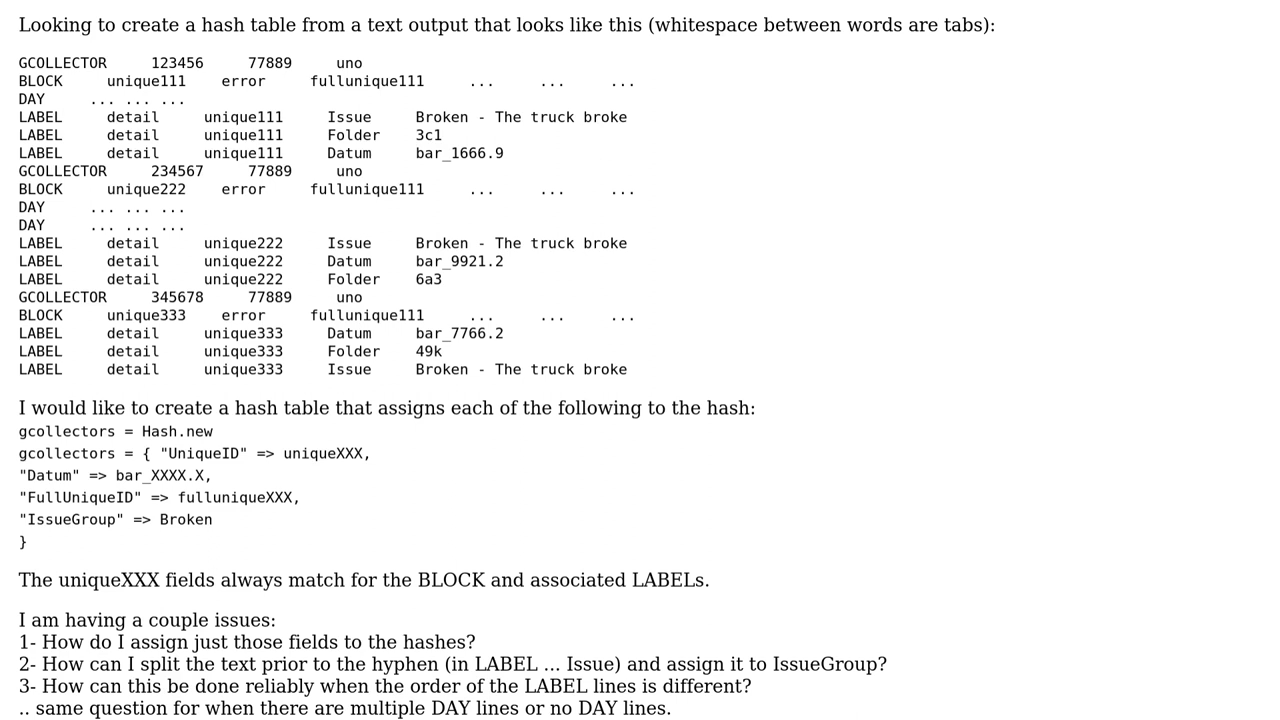 Looking to create a hash table from a text output that looks like this (whitespace between words are tabs):
GCOLLECTOR 123456 77889 uno
BLOCK unique111 error fullunique111 ... ... ...
DAY ... ... ...
LABEL detail unique111 Issue Broken - The truck broke
LABEL detail unique111 Folder 3c1
LABEL detail unique111 Datum bar_1666.9
GCOLLECTOR 234567 77889 uno
BLOCK unique222 error fullunique111 ... ... ...
DAY ... ... ...
DAY ... ... ...
LABEL detail unique222 Issue Broken - The truck broke
LABEL detail unique222 Datum bar_9921.2
LABEL detail unique222 Folder 6a3
GCOLLECTOR 345678 77889 uno
BLOCK unique333 error fullunique111 ... ... ...
LABEL detail unique333 Datum bar_7766.2
LABEL detail unique333 Folder 49k
LABEL detail unique333 Issue Broken - The truck broke
I would like to create a hash table that assigns each of the following to the hash:
gcollectors = Hash.new
gcollectors = { "UniqueID" => uniqueXXX,
"Datum" => bar_XXXX.X,
"FullUniqueID" => fulluniqueXXX,
"IssueGroup" => Broken
}
The uniqueXXX fields always match for the BLOCK and associated LABELs.
I am having a couple issues:
1- How do I assign just those fields to the hashes?
2- How can I split the text prior to the hyphen (in LABEL ... Issue) and assign it to IssueGroup?
3- How can this be done reliably when the order of the LABEL lines is different?
.. same question for when there are multiple DAY lines or no DAY lines.